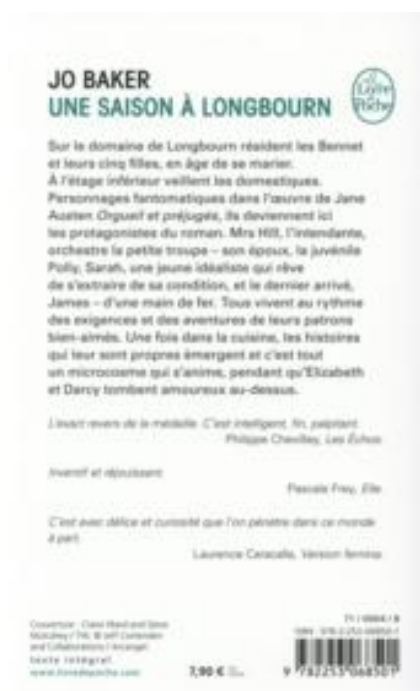 JO BAKER
UNE SAISON À LONGBOURN
Le Livre de Poche
Sur le domaine de Longbourn résident les Bennet
et leurs cinq filles, en âge de se marier.
À l'étage inférieur veillent les domestiques.
Personnages fantomatiques dans l'œuvre de Jane
Austen Orgueil et préjugés, ils deviennent ici
les protagonistes du roman. Mrs Hill, l'intendante,
orchestre la petite troupe – son époux, la juvénile
Polly, Sarah, une jeune idéaliste qui rêve
de s'extraire de sa condition, et le dernier arrivé,
James – d'une main de fer. Tous vivent au rythme
des exigences et des aventures de leurs patrons
bien-aimés. Une fois dans la cuisine, les histoires
qui leur sont propres émergent et c'est tout
un microcosme qui s'anime, pendant qu'Elizabeth
et Darcy tombent amoureux au-dessus.
revers de la médaille. C'est intelligent, fin, palpitant.
Philippe Chevilley, Les Échos
Inventif et réjouissant.
Pascale Frey, Elle
C'est avec délice et curiosité que l'on pénètre dans ce monde
à part.
Laurence Caracalla, Version femina
Couverture : and
and Collaborations / Arcangel
texte intégral
www.livredepoche.com
7,90 €
9 782253 068501